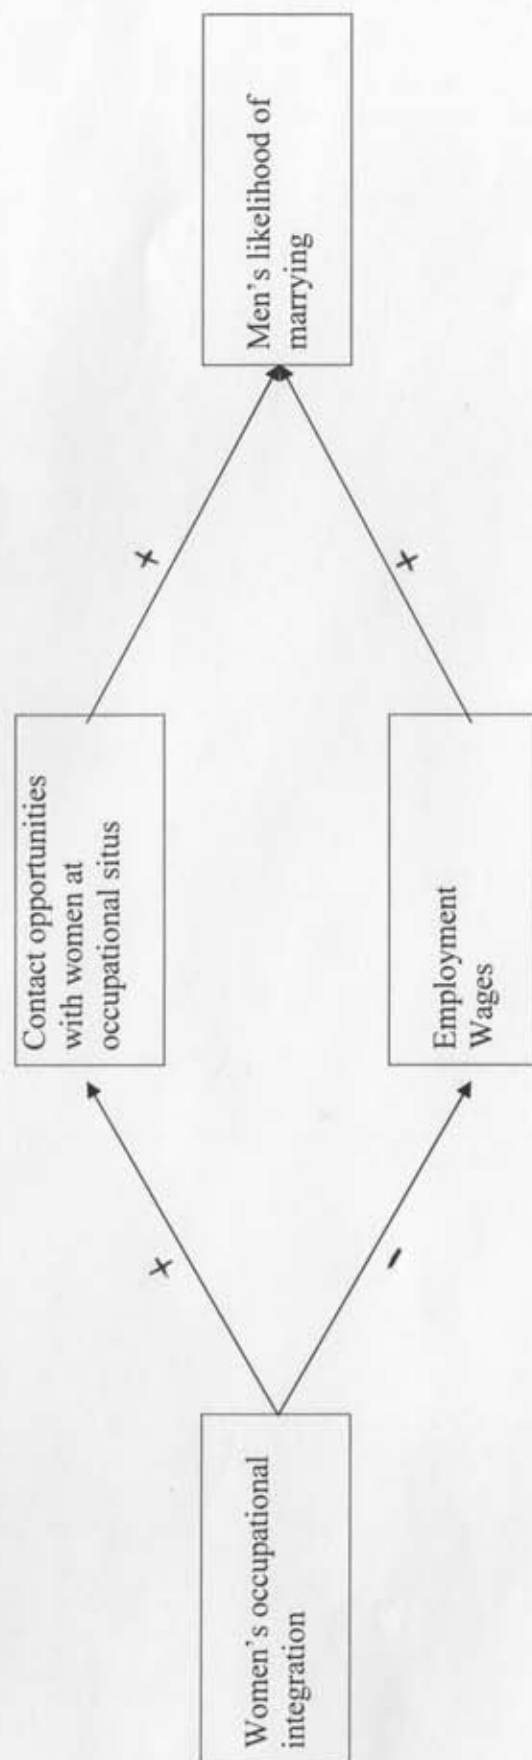 Women's occupational
integration
+
-
Contact opportunities
with women at
occupational situs
Employment
Wages
+
+
Men's likelihood of
marrying